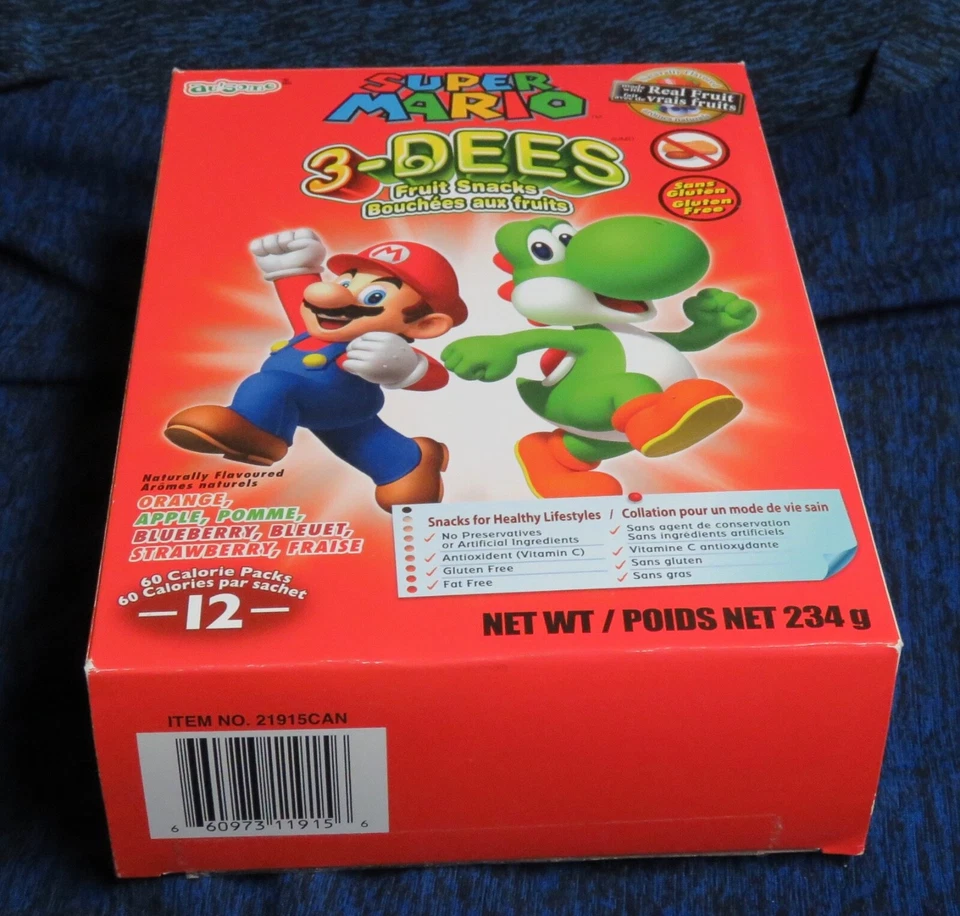 au'some
SUPER
MARIO
3-DEES
Fruit Snacks
Bouchées aux fruits
Made with Real Fruit
vrais fruits
Sans
Gluten
Gluten
Free
M
Naturally Flavoured
Arômes naturels
ORANGE,
APPLE, POMME,
BLUEBERRY, BLEUET,
STRAWBERRY, FRAISE
60 Calorie Packs
60 Calories par sachet
12
Snacks for Healthy Lifestyles / Collation pour un mode de vie sain
No Preservatives
or Artificial Ingredients
Antioxident (Vitamin C)
Gluten Free
Fat Free
Sans agent de conservation
Sans ingrédients artificiels
Vitamine C antioxydante
Sans gluten
Sans gras
NET WT / POIDS NET 234 g
ITEM NO. 21915CAN
6 60973 11915 6